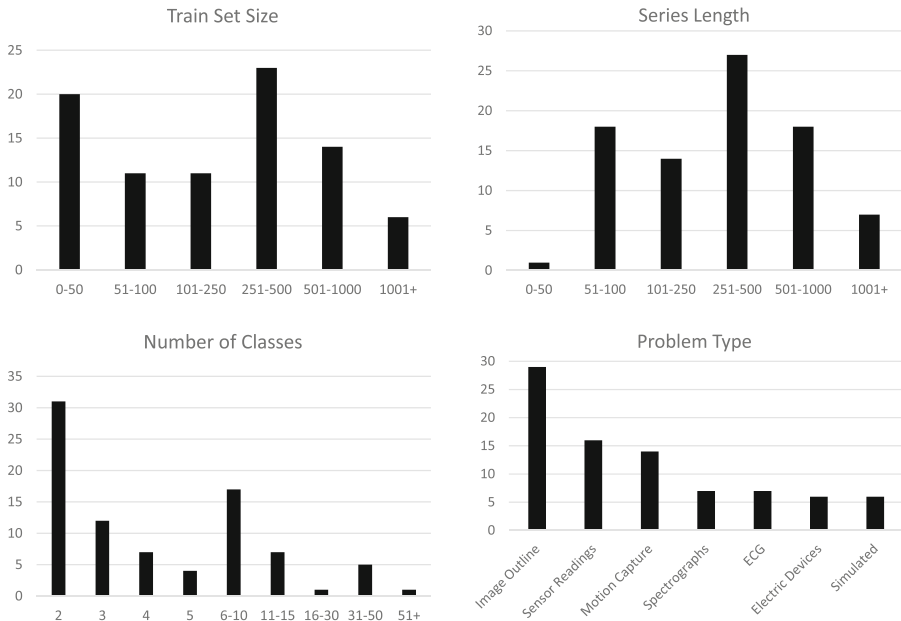 Train Set Size
25
20
15
10
5
0
0-50 51-100 101-250 251-500 501-1000 1001+
Series Length
30
25
20
15
10
5
0
0-50 51-100 101-250 251-500 501-1000 1001+
Number of Classes
35
30
25
20
15
10
5
0
2 3 4 5 6-10 11-15 16-30 31-50 51+
Problem Type
30
25
20
15
10
5
0
Image Outline
Sensor Readings
Motion Capture
Spectrographs
ECG
Electric Devices
Simulated